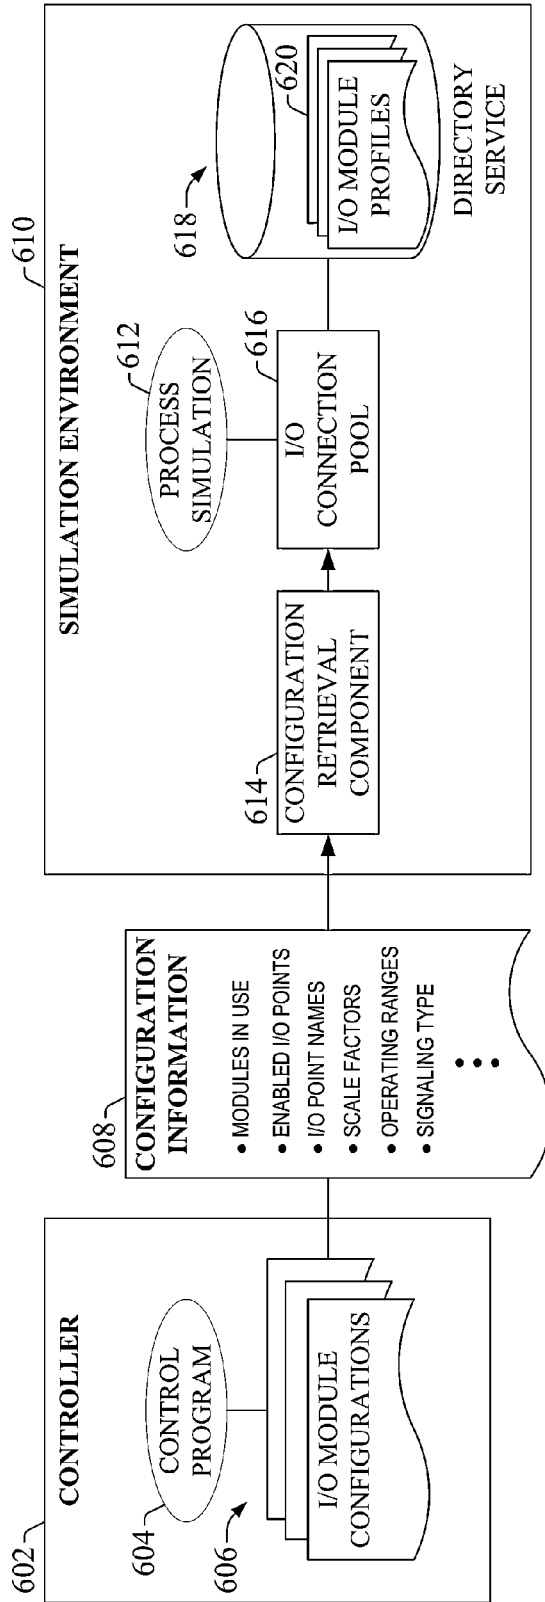 602
CONTROLLER
604
CONTROL
PROGRAM
606
I/O MODULE
CONFIGURATIONS
608
CONFIGURATION
INFORMATION
• MODULES IN USE
• ENABLED I/O POINTS
• I/O POINT NAMES
• SCALE FACTORS
• OPERATING RANGES
• SIGNALING TYPE
610
SIMULATION ENVIRONMENT
612
PROCESS
SIMULATION
614
CONFIGURATION
RETRIEVAL
COMPONENT
616
I/O
CONNECTION
POOL
618
620
I/O MODULE
PROFILES
DIRECTORY
SERVICE